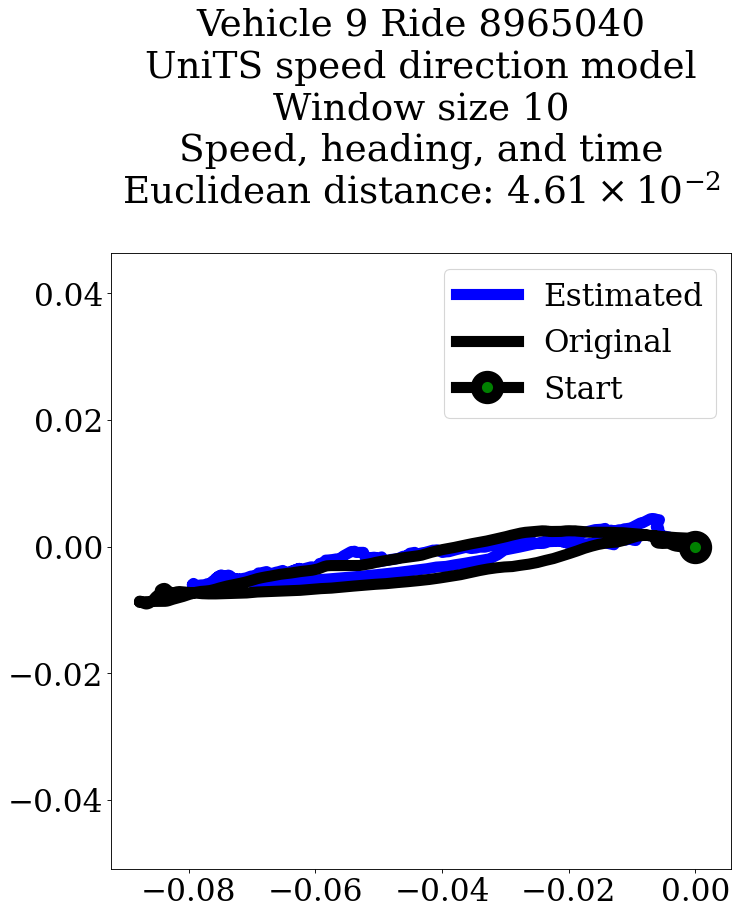 Vehicle 9 Ride 8965040
UniTS speed direction model
Window size 10
Speed, heading, and time
Euclidean distance: 4.61 × 10⁻²
Estimated
Original
Start
0.04
0.02
0.00
−0.02
−0.04
−0.08 −0.06 −0.04 −0.02 0.00